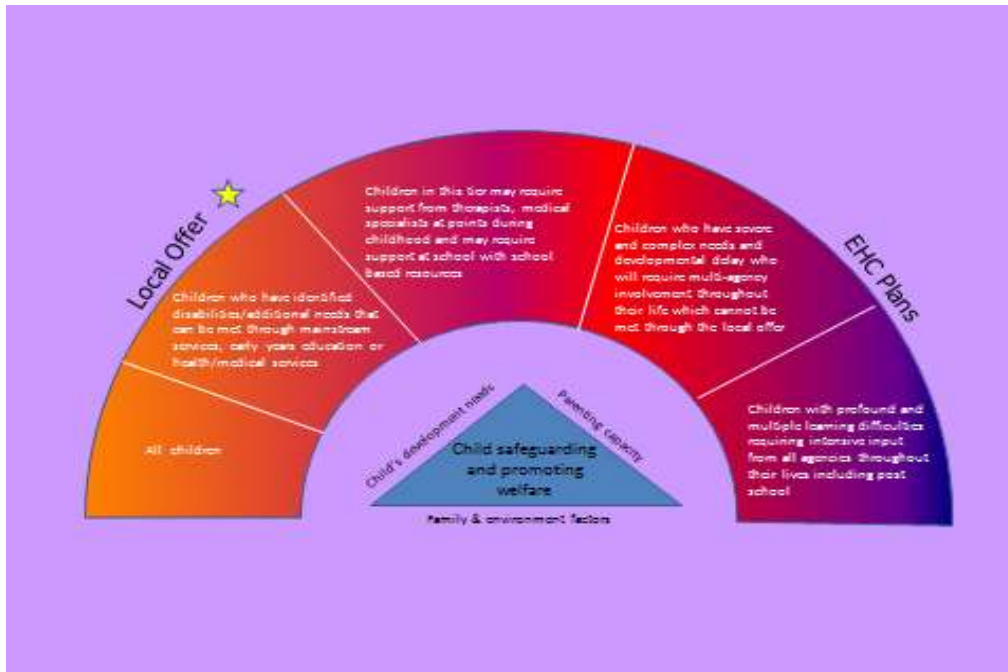 Local Offer
EHC Plans
All children
Children who have identified
disabilities/additional needs that
can be met through mainstream
services, early years education or
health/medical services
Children in this tier may require
support from therapists, medical
specialists at points during
childhood and may require
support at school with school
based resources
Children who have severe
and complex needs and
developmental delay who
will require multi-agency
involvement throughout
their life which cannot be
met through the local offer
Children with profound and
multiple learning difficulties
requiring intensive input
from all agencies throughout
their lives including post
school
Child's development needs
Parenting capacity
Child safeguarding
and promoting
welfare
Family & environment factors